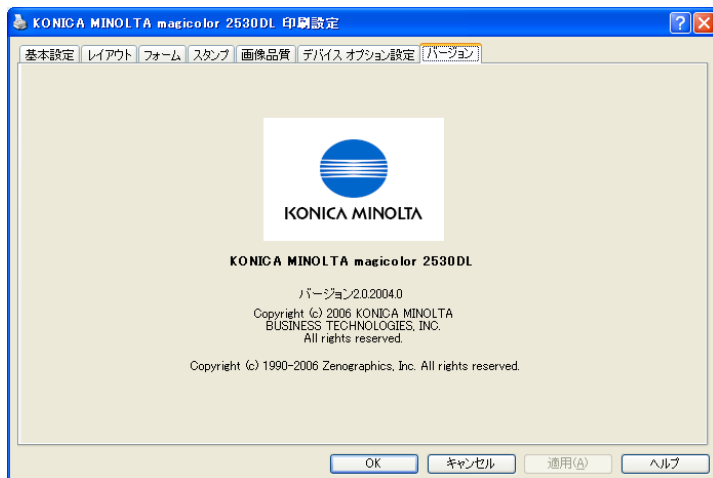 KONICA MINOLTA magicolor 2530DL 印刷設定
基本設定 レイアウト フォーム スタンプ 画像品質 デバイス オプション設定 バージョン
KONICA MINOLTA
KONICA MINOLTA magicolor 2530DL
バージョン2.0.2004.0
Copyright (c) 2006 KONICA MINOLTA
BUSINESS TECHNOLOGIES, INC.
All rights reserved.
Copyright (c) 1990-2006 Zenographics, Inc. All rights reserved.
OK キャンセル 適用(A) ヘルプ